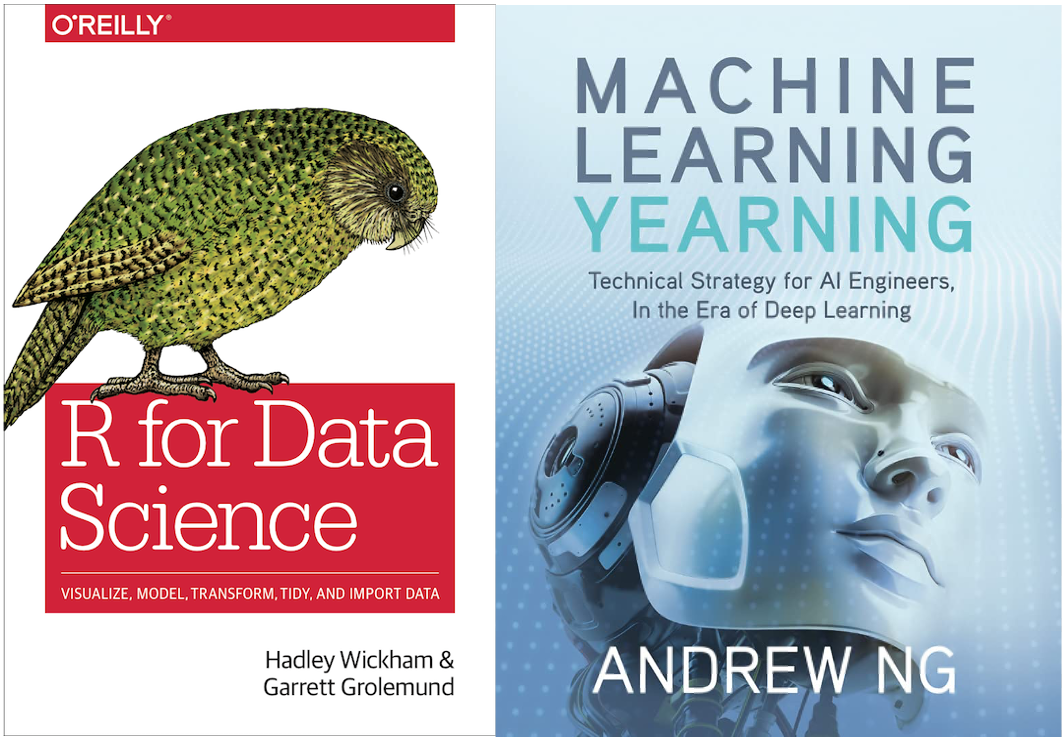 O'REILLY®
R for Data
Science
VISUALIZE, MODEL, TRANSFORM, TIDY, AND IMPORT DATA
Hadley Wickham &
Garrett Grolemund
MACHINE
LEARNING
YEARNING
Technical Strategy for AI Engineers,
In the Era of Deep Learning
ANDREW NG